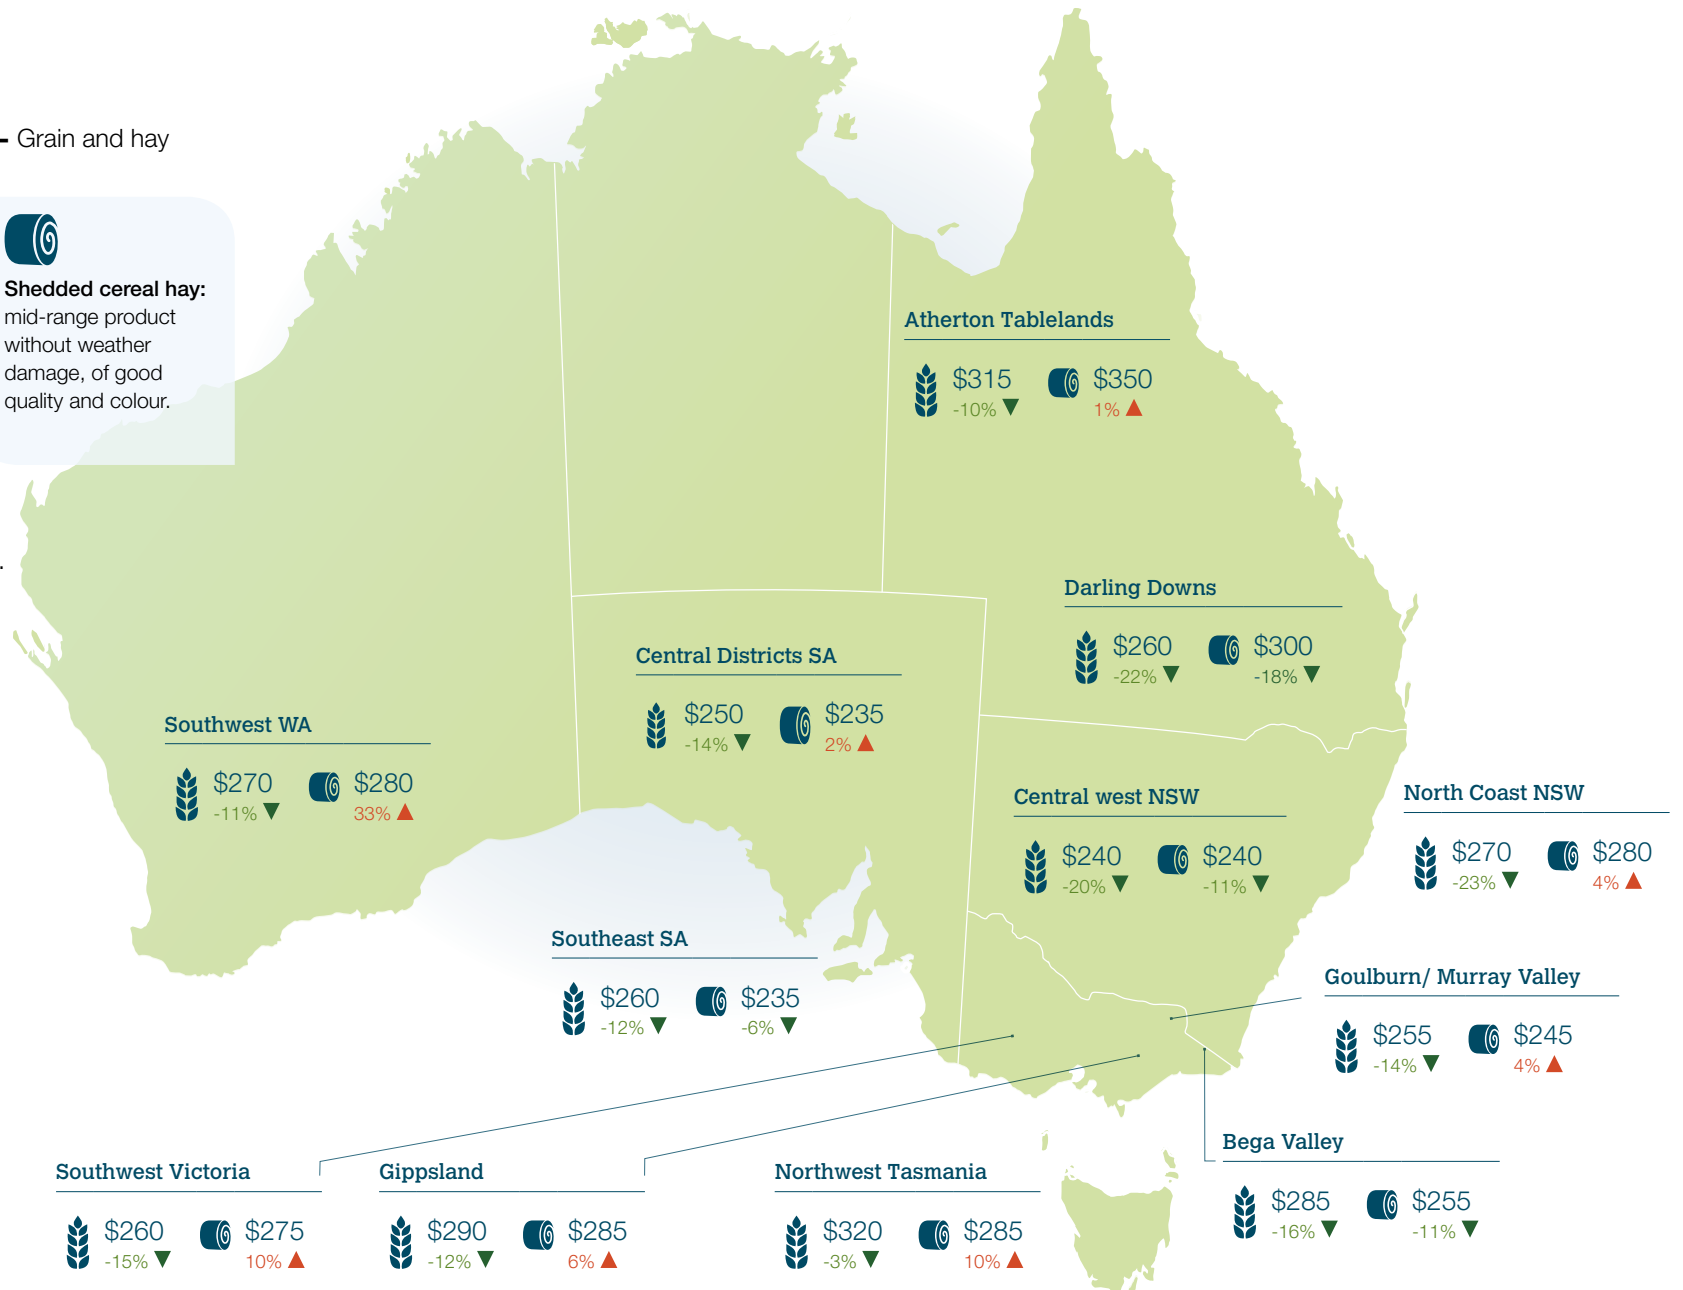 Grain and hay
Shedded cereal hay:
mid-range product
without weather
damage, of good
quality and colour.
Atherton Tablelands
$315 $350
-10% ▼ 1% ▲
Darling Downs
$260 $300
-22% ▼ -18% ▼
Central Districts SA
$250 $235
-14% ▼ 2% ▲
Southwest WA
$270 $280
-11% ▼ 33% ▲
Central west NSW
$240 $240
-20% ▼ -11% ▼
North Coast NSW
$270 $280
-23% ▼ 4% ▲
Southeast SA
$260 $235
-12% ▼ -6% ▼
Goulburn/ Murray Valley
$255 $245
-14% ▼ 4% ▲
Bega Valley
$285 $255
-16% ▼ -11% ▼
Southwest Victoria
$260 $275
-15% ▼ 10% ▲
Gippsland
$290 $285
-12% ▼ 6% ▲
Northwest Tasmania
$320 $285
-3% ▼ 10% ▲